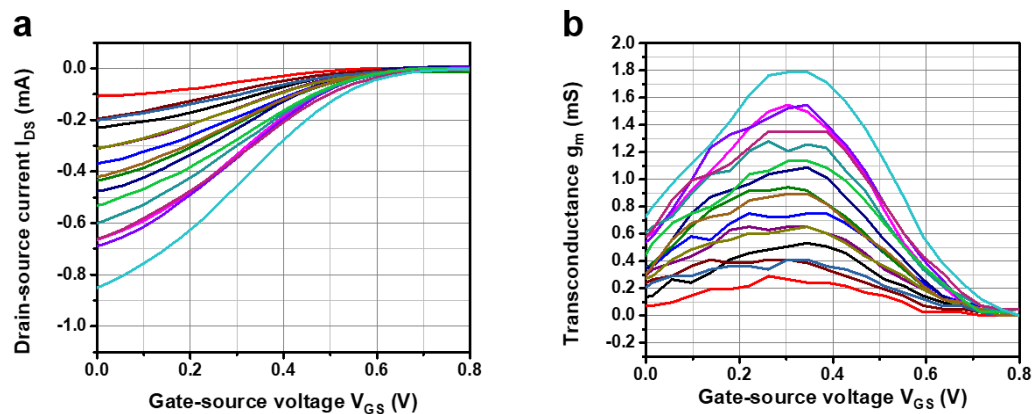 a
Drain-source current I_DS (mA)
0.0
-0.2
-0.4
-0.6
-0.8
-1.0
0.0 0.2 0.4 0.6 0.8
Gate-source voltage V_GS (V)
b
Transconductance g_m (mS)
2.0
1.8
1.6
1.4
1.2
1.0
0.8
0.6
0.4
0.2
0.0
-0.2
0.0 0.2 0.4 0.6 0.8
Gate-source voltage V_GS (V)